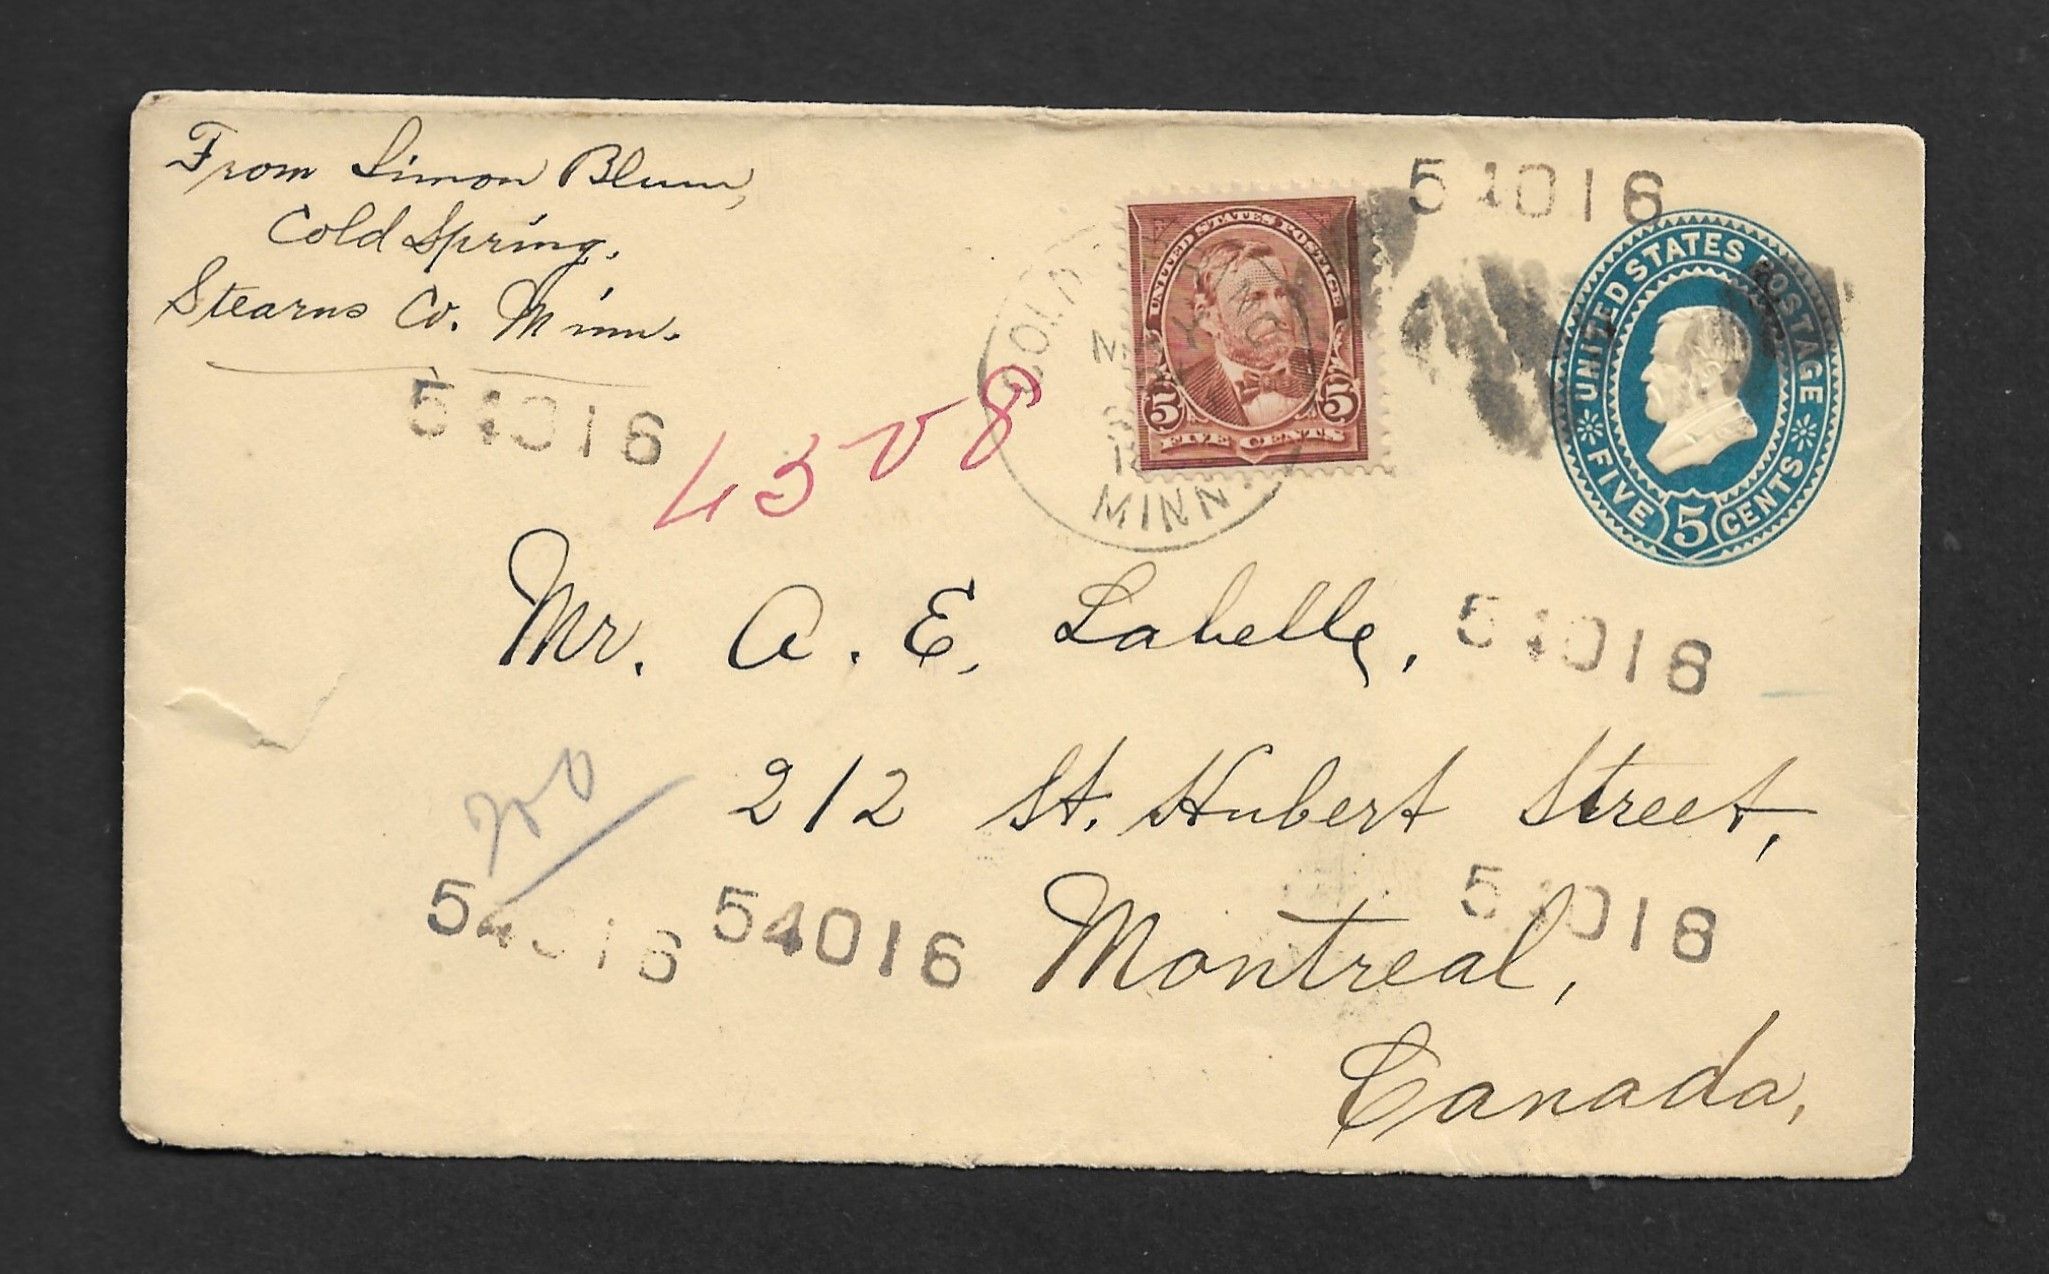 From Simon Blum,
Cold Spring,
Stearns Co. Minn.
54016
54016
COLD
MINN.
UNITED STATES POSTAGE
5 5
FIVE CENTS
UNITED STATES POSTAGE
FIVE 5 CENTS
Mr. A. E. Labelle,
54016
212 St. Hubert Street,
54016
54016
54016
Montreal,
Canada,